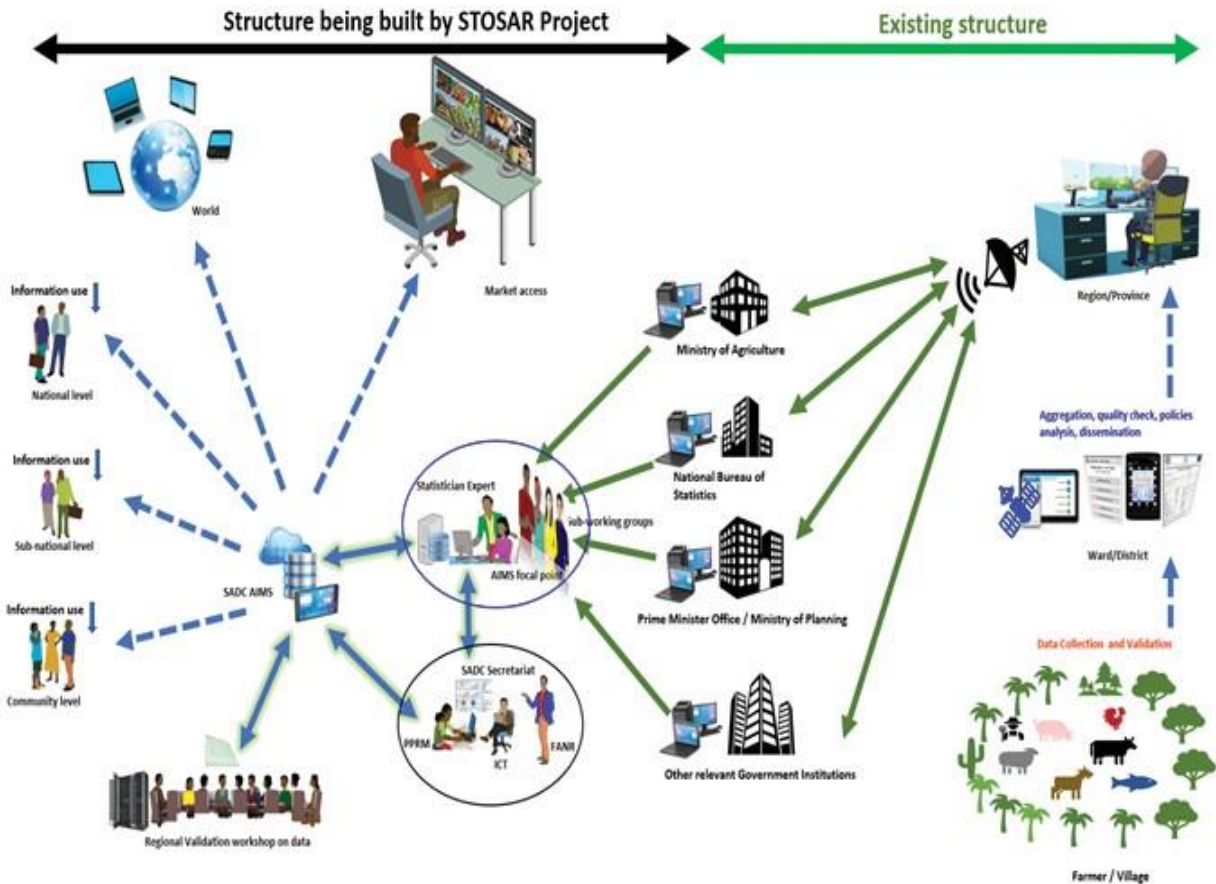 Structure being built by STOSAR Project
Existing structure
World
Market access
Region/Province
Information use
National level
Ministry of Agriculture
Aggregation, quality check, policies
analysis, dissemination
National Bureau of
Statistics
Information use
Sub-national level
Statistician Expert
Sub-working groups
AIMS focal point
Ward/District
SADC AIMS
Prime Minister Office / Ministry of Planning
Data Collection and Validation
Information use
Community level
SADC Secretariat
PPRM
ICT
FANR
Other relevant Government Institutions
Regional Validation workshop on data
Farmer / Village